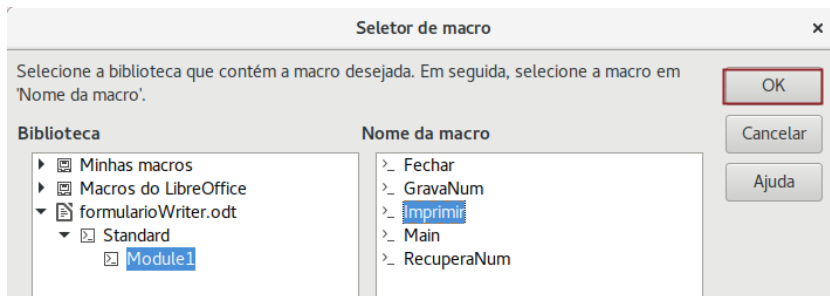 Seletor de macro
Selecione a biblioteca que contém a macro desejada. Em seguida, selecione a macro em
'Nome da macro'.
OK
Cancelar
Ajuda
Biblioteca
Minhas macros
Macros do LibreOffice
formularioWriter.odt
Standard
Module1
Nome da macro
Fechar
GravaNum
Imprimir
Main
RecuperaNum